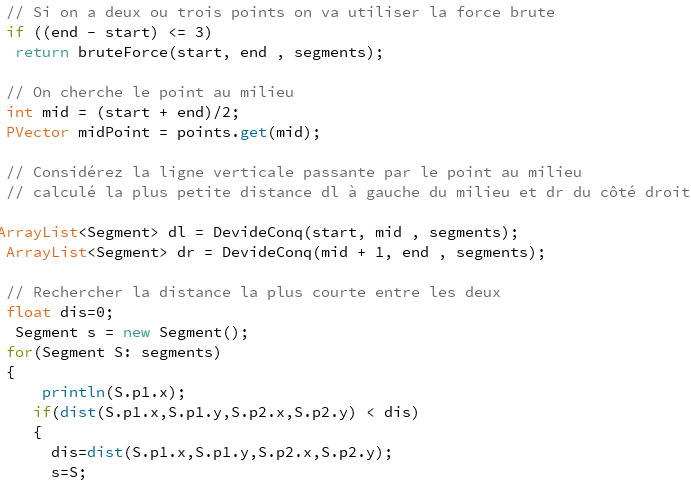 // Si on a deux ou trois points on va utiliser la force brute
if ((end - start) <= 3)
return bruteForce(start, end , segments);
// On cherche le point au milieu
int mid = (start + end)/2;
PVector midPoint = points.get(mid);
// Considérez la ligne verticale passante par le point au milieu
// calculé la plus petite distance dl à gauche du milieu et dr du côté droit
ArrayList<Segment> dl = DevideConq(start, mid , segments);
ArrayList<Segment> dr = DevideConq(mid + 1, end , segments);
// Rechercher la distance la plus courte entre les deux
float dis=0;
Segment s = new Segment();
for(Segment S: segments)
{
println(S.p1.x);
if(dist(S.p1.x,S.p1.y,S.p2.x,S.p2.y) < dis)
{
dis=dist(S.p1.x,S.p1.y,S.p2.x,S.p2.y);
s=S;